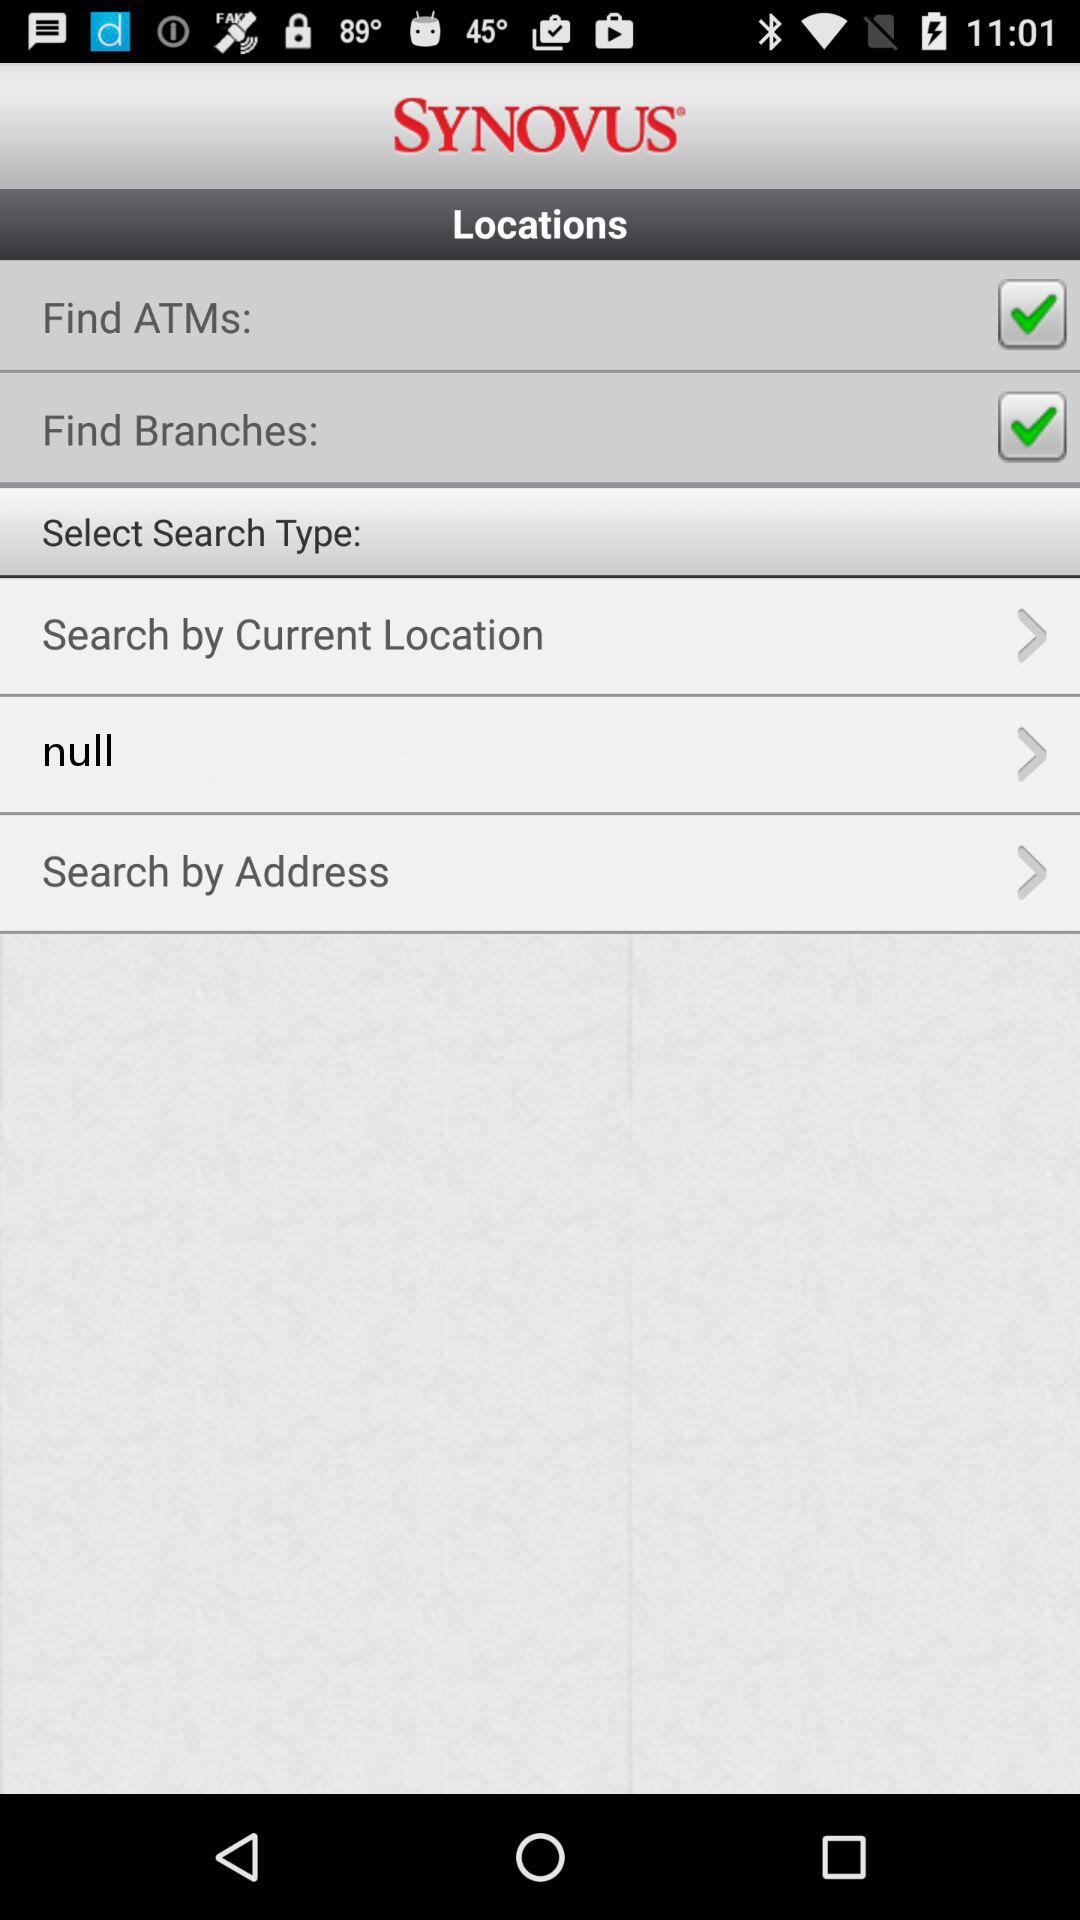 FAKE 89° 45° 11:01
SYNOVUS®
Locations
Find ATMs:
Find Branches:
Select Search Type:
Search by Current Location
null
Search by Address